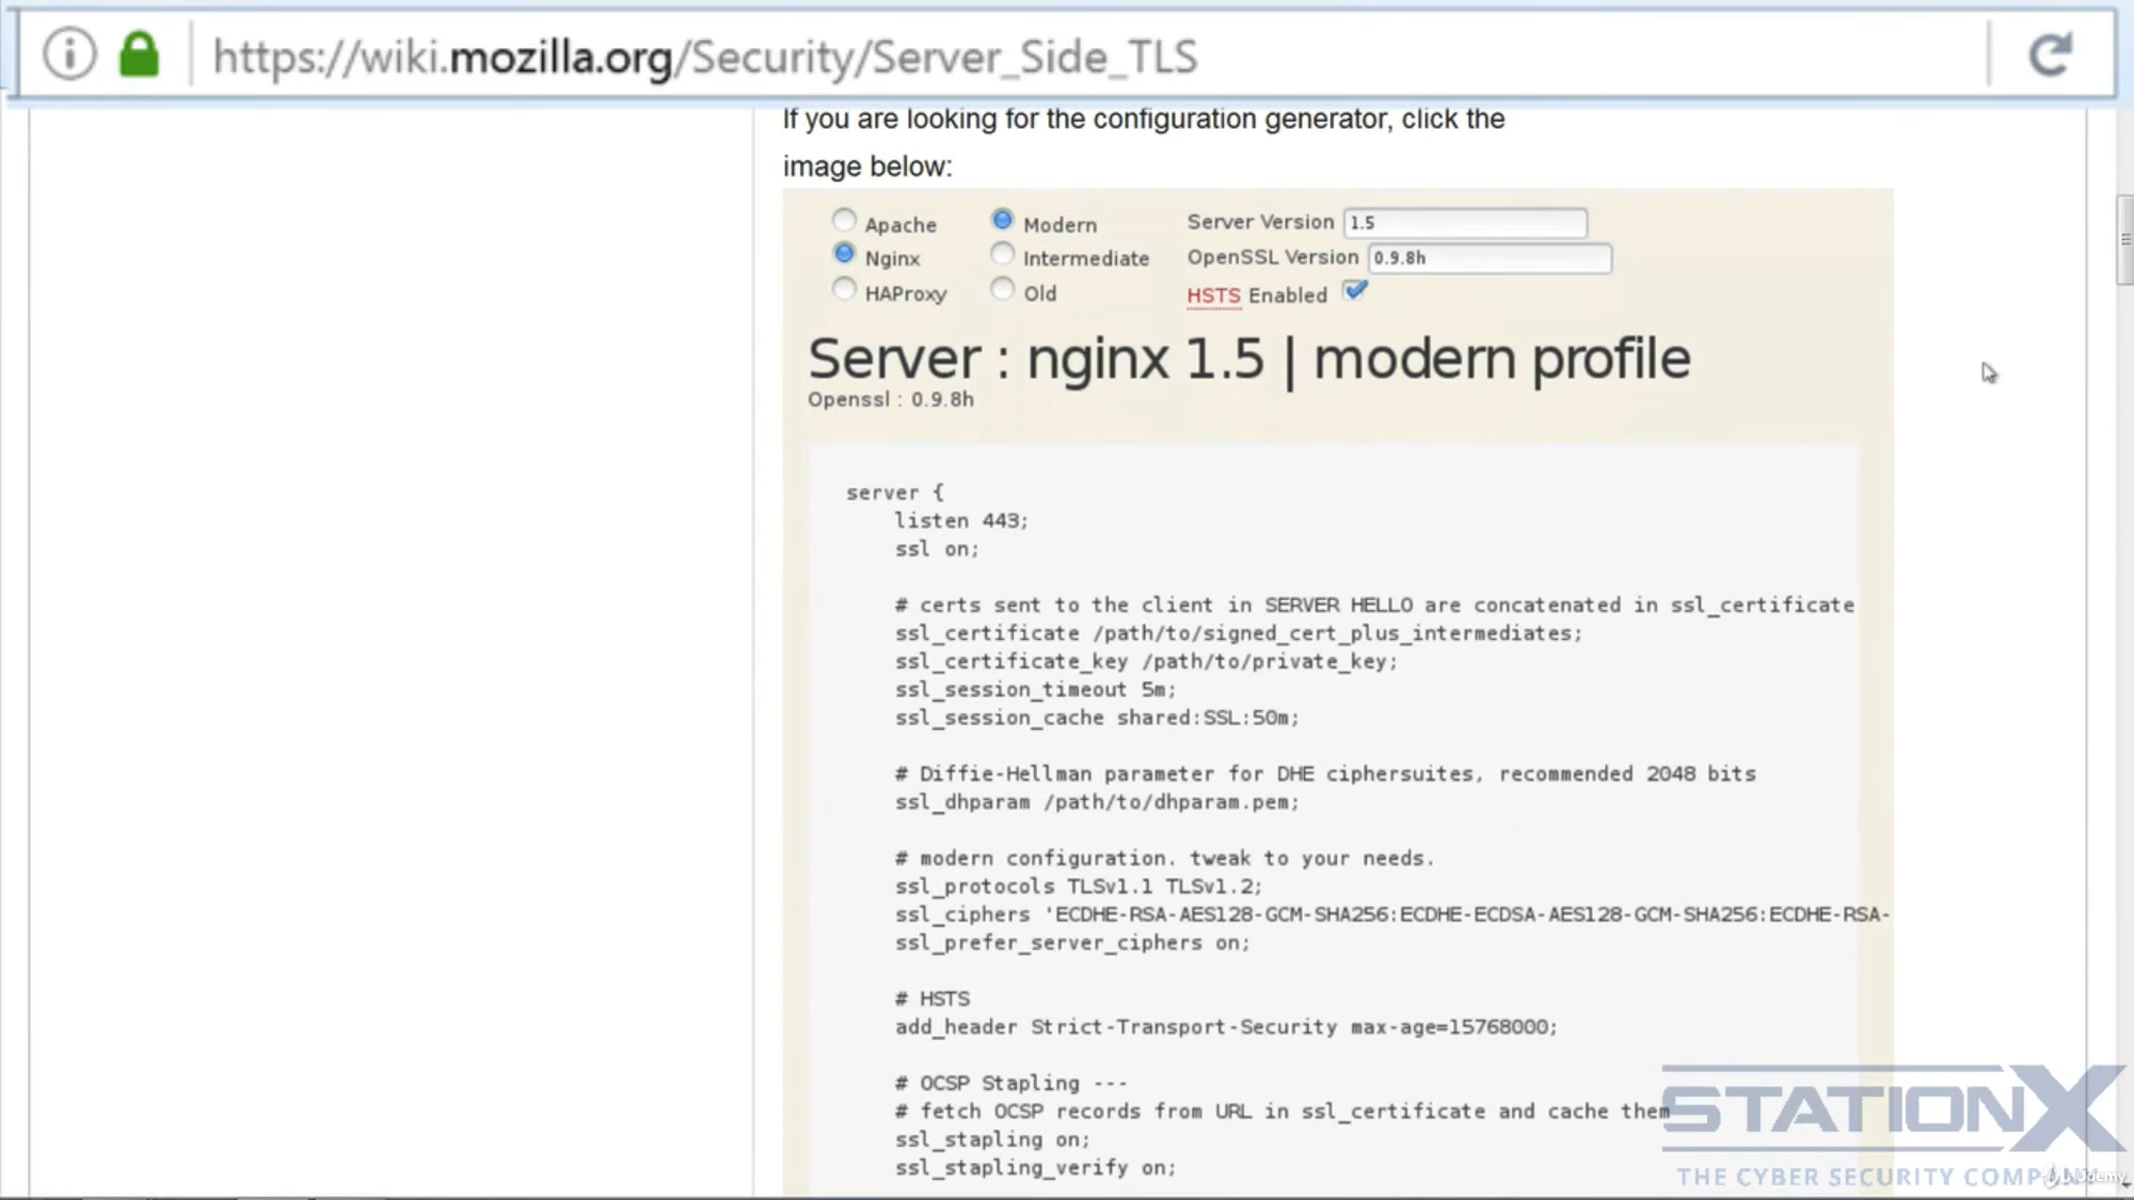 https://wiki.mozilla.org/Security/Server_Side_TLS
If you are looking for the configuration generator, click the
image below:
Apache Modern Server Version 1.5
Nginx Intermediate OpenSSL Version 0.9.8h
HAProxy Old HSTS Enabled
Server : nginx 1.5 | modern profile
Openssl : 0.9.8h
server {
listen 443;
ssl on;
# certs sent to the client in SERVER HELLO are concatenated in ssl_certificate
ssl_certificate /path/to/signed_cert_plus_intermediates;
ssl_certificate_key /path/to/private_key;
ssl_session_timeout 5m;
ssl_session_cache shared:SSL:50m;
# Diffie-Hellman parameter for DHE ciphersuites, recommended 2048 bits
ssl_dhparam /path/to/dhparam.pem;
# modern configuration. tweak to your needs.
ssl_protocols TLSv1.1 TLSv1.2;
ssl_ciphers 'ECDHE-RSA-AES128-GCM-SHA256:ECDHE-ECDSA-AES128-GCM-SHA256:ECDHE-RSA-
ssl_prefer_server_ciphers on;
# HSTS
add_header Strict-Transport-Security max-age=15768000;
# OCSP Stapling ---
# fetch OCSP records from URL in ssl_certificate and cache them
ssl_stapling on;
ssl_stapling_verify on;
STATIONX
THE CYBER SECURITY
Udemy